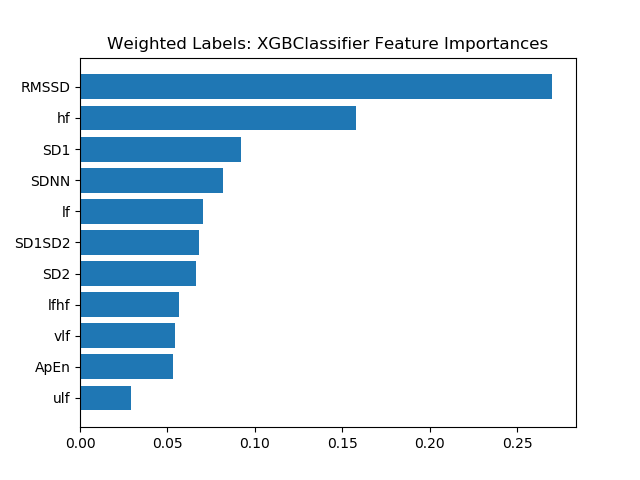 Weighted Labels: XGBClassifier Feature Importances
RMSSD
hf
SD1
SDNN
lf
SD1SD2
SD2
lfhf
vlf
ApEn
ulf
0.00 0.05 0.10 0.15 0.20 0.25